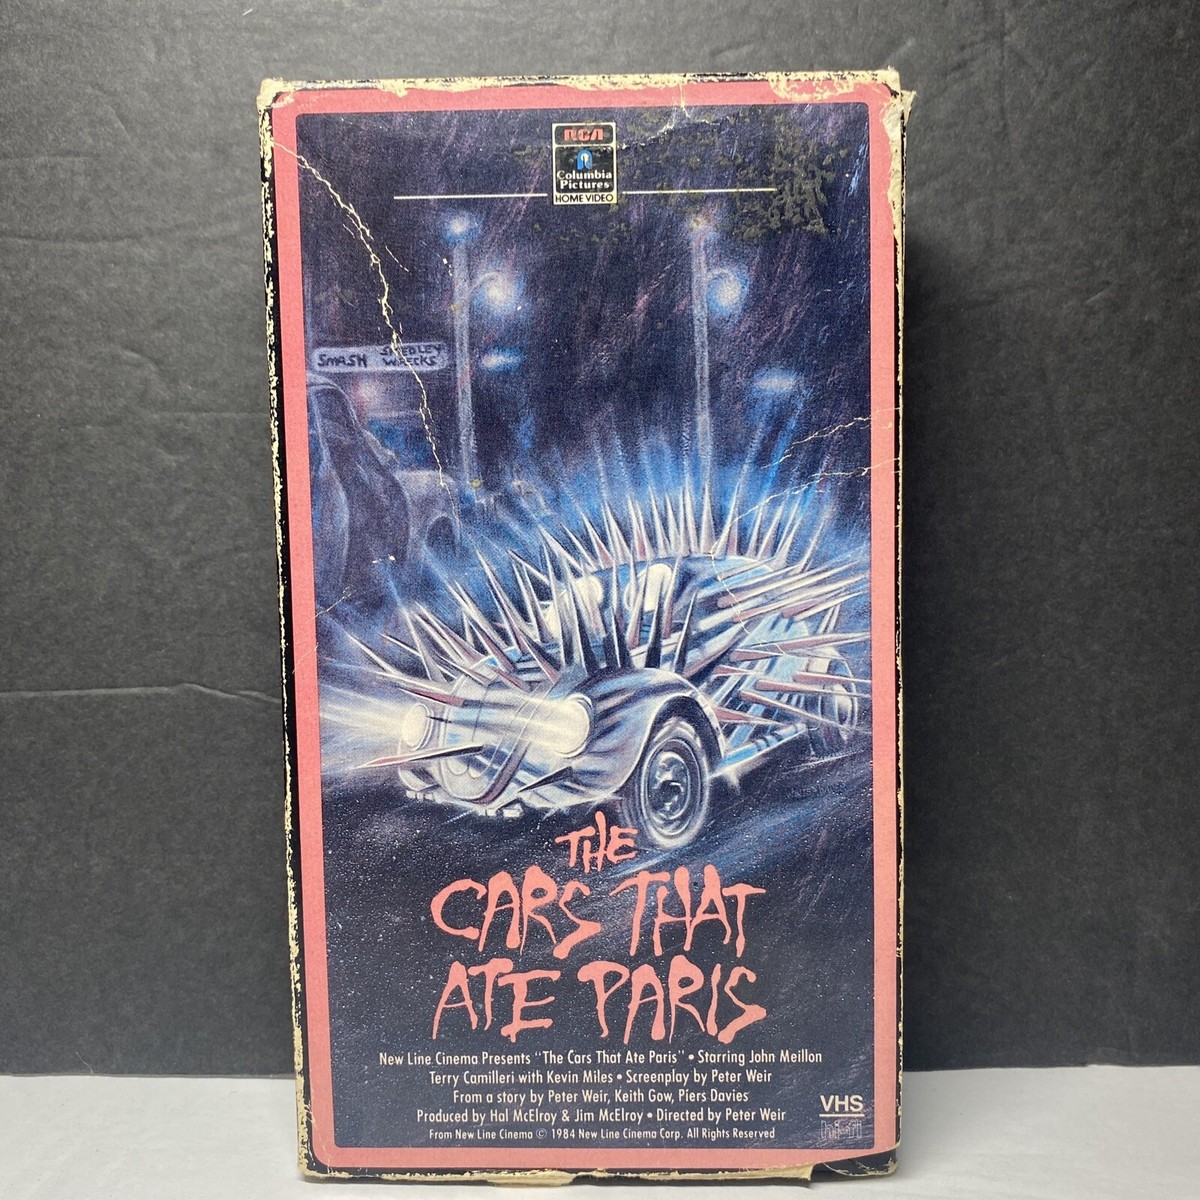 RCA
Columbia
Pictures
HOME VIDEO
SMASH SMEDLEY
WRECKS
THE
CARS THAT
ATE PARIS
New Line Cinema Presents "The Cars That Ate Paris" • Starring John Meillon
Terry Camilleri with Kevin Miles • Screenplay by Peter Weir
From a story by Peter Weir, Keith Gow, Piers Davies
Produced by Hal McElroy & Jim McElroy • Directed by Peter Weir
From New Line Cinema © 1984 New Line Cinema Corp. All Rights Reserved
VHS
hi-fi